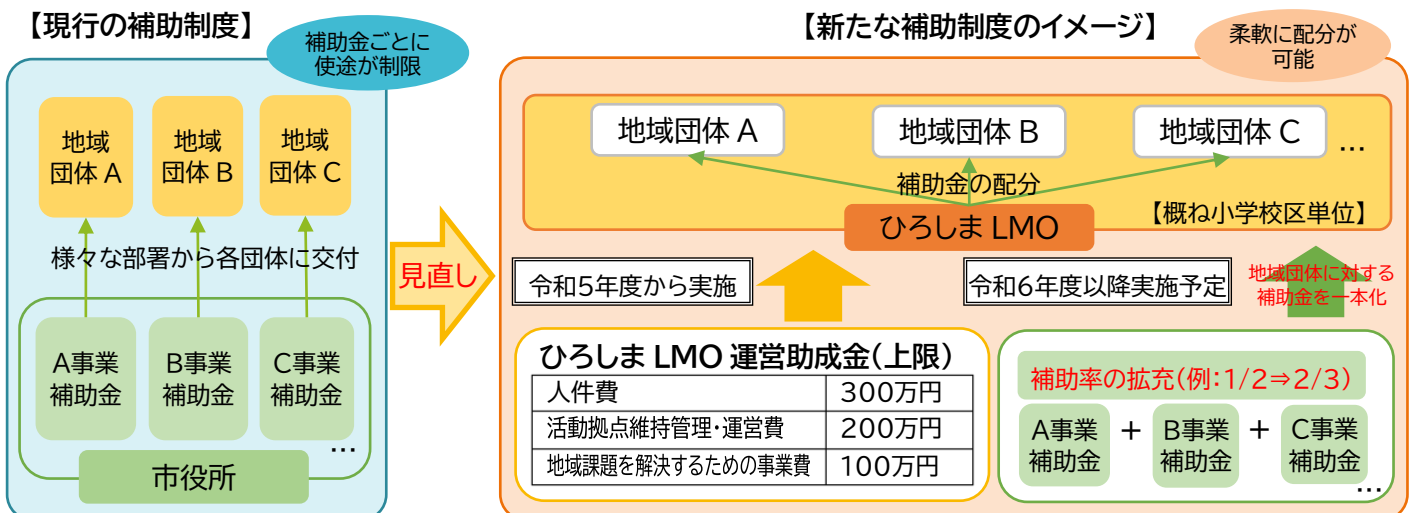 【現行の補助制度】
補助金ごとに
使途が制限
地域
団体 A
地域
団体 B
地域
団体 C
様々な部署から各団体に交付
A事業
補助金
B事業
補助金
C事業
補助金
…
市役所
見直し
【新たな補助制度のイメージ】
柔軟に配分が
可能
地域団体 A
地域団体 B
地域団体 C
…
補助金の配分
ひろしま LMO
【概ね小学校区単位】
令和5年度から実施
令和6年度以降実施予定
地域団体に対する
補助金を一本化
ひろしま LMO 運営助成金(上限)
人件費 300万円
活動拠点維持管理・運営費 200万円
地域課題を解決するための事業費 100万円
補助率の拡充(例:1/2⇒2/3)
A事業
補助金
+
B事業
補助金
+
C事業
補助金
…